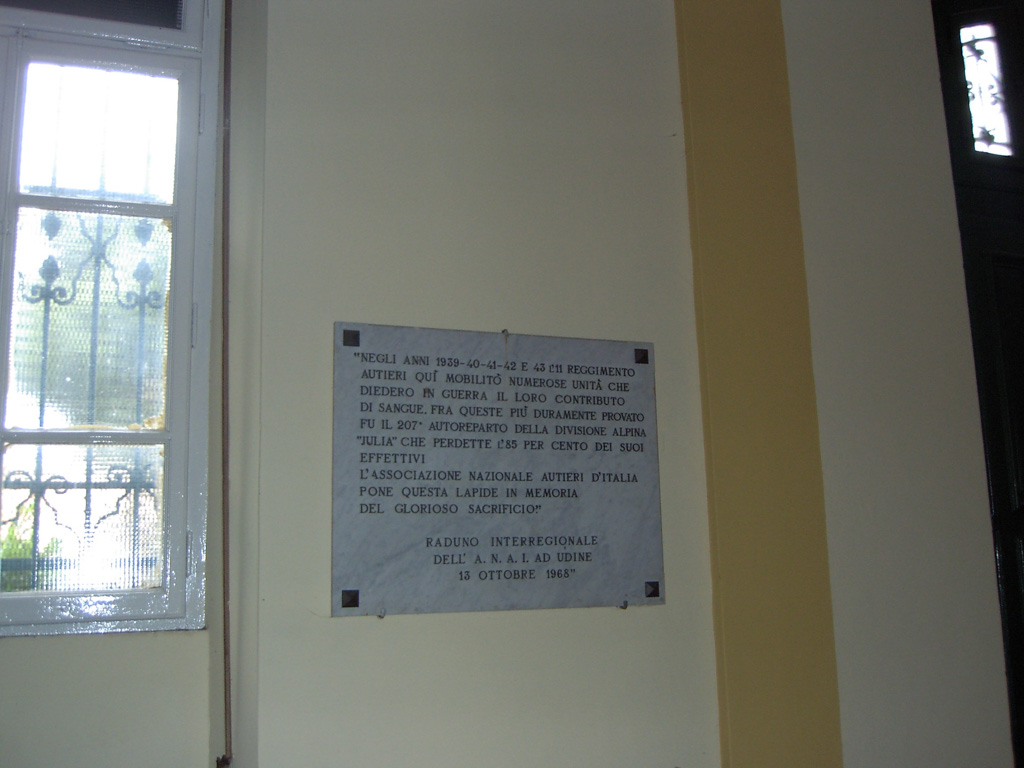 "NEGLI ANNI 1939-40-41-42 E 43 L'11 REGGIMENTO
AUTIERI QUÍ MOBILITÓ NUMEROSE UNITÀ CHE
DIEDERO IN GUERRA IL LORO CONTRIBUTO
DI SANGUE. FRA QUESTE PIÚ DURAMENTE PROVATO
FU IL 207° AUTOREPARTO DELLA DIVISIONE ALPINA
"JULIA" CHE PERDETTE L'85 PER CENTO DEI SUOI
EFFETTIVI
L'ASSOCIAZIONE NAZIONALE AUTIERI D'ITALIA
PONE QUESTA LAPIDE IN MEMORIA
DEL GLORIOSO SACRIFICIO!"
RADUNO INTERREGIONALE
DELL' A. N. A. I. AD UDINE
13 OTTOBRE 1968"